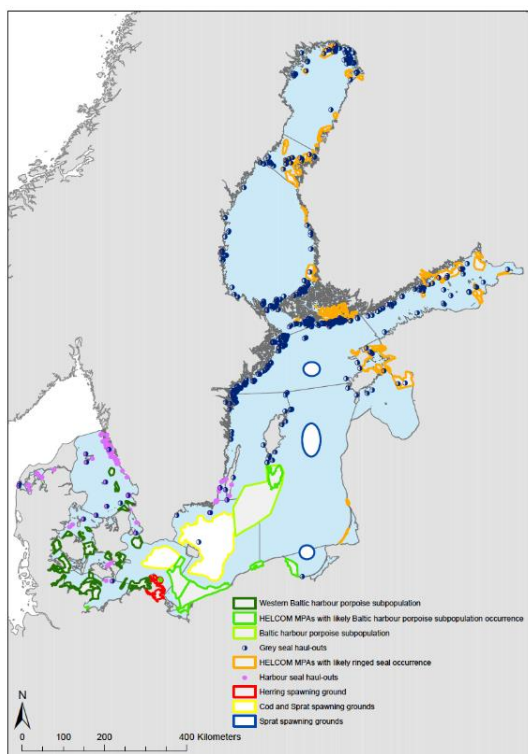 Western Baltic harbour porpoise subpopulation
HELCOM MPAs with likely Baltic harbour porpoise subpopulation occurrence
Baltic harbour porpoise subpopulation
Grey seal haul-outs
HELCOM MPAs with likely ringed seal occurrence
Harbour seal haul-outs
Herring spawning ground
Cod and Sprat spawning grounds
Sprat spawning grounds
N
0 100 200 400 Kilometers